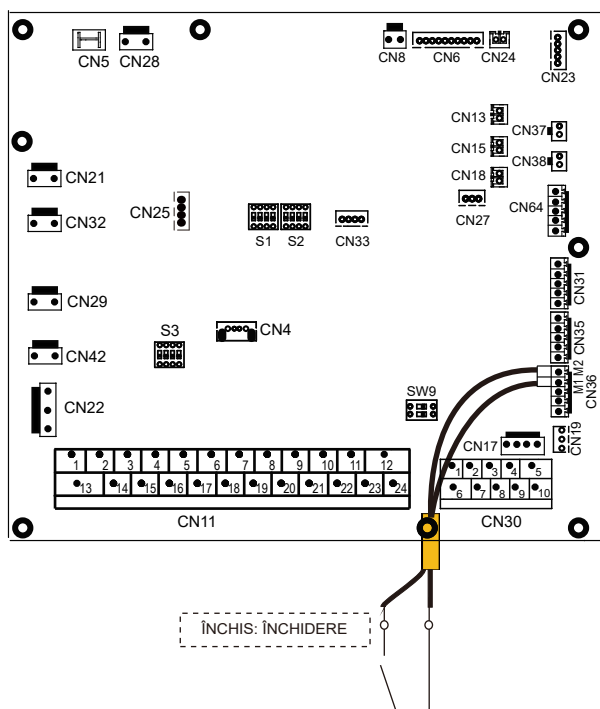 CN5
CN28
CN8
CN6
CN24
CN23
CN13
CN37
CN15
CN38
CN18
CN21
CN25
CN32
S1
S2
CN33
CN27
CN64
CN31
CN29
S3
CN4
CN35
CN42
M1 M2
CN36
CN22
SW9
CN17
CN19
1 2 3 4 5 6 7 8 9 10 11 12
13 14 15 16 17 18 19 20 21 22 23 24
CN11
1 2 3 4 5
6 7 8 9 10
CN30
ÎNCHIS: ÎNCHIDERE